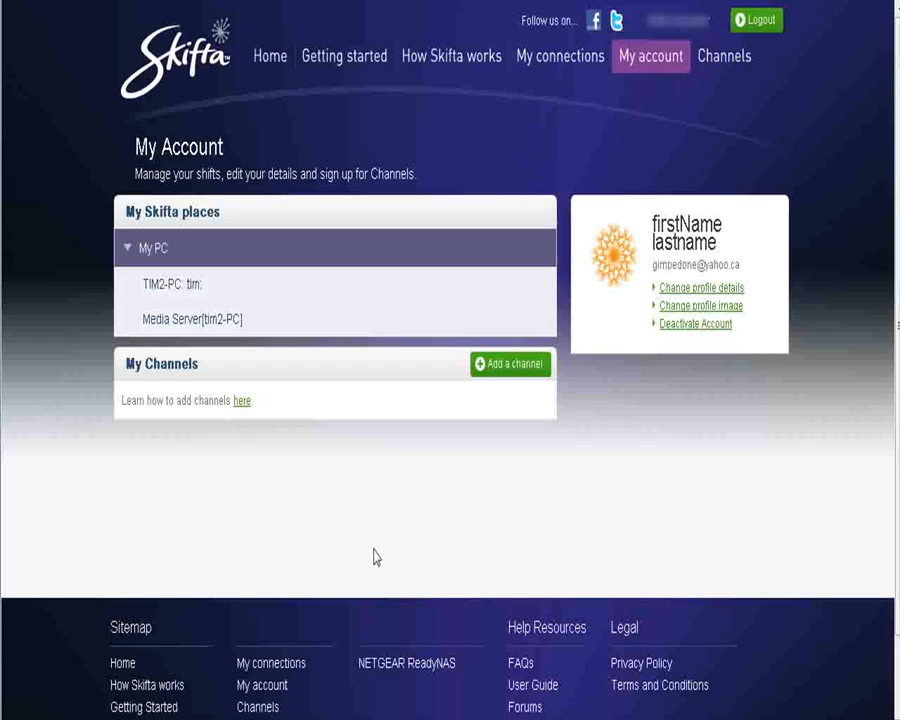 Follow us on...
Logout
Skifta
Home
Getting started
How Skifta works
My connections
My account
Channels
My Account
Manage your shifts, edit your details and sign up for Channels.
My Skifta places
My PC
TIM2-PC: tim:
Media Server[tim2-PC]
My Channels
Add a channel
Learn how to add channels here.
firstName
lastname
gimpedone@yahoo.ca
Change profile details
Change profile image
Deactivate Account
Sitemap
Help Resources
Legal
Home
My connections
NETGEAR ReadyNAS
FAQs
Privacy Policy
How Skifta works
My account
User Guide
Terms and Conditions
Getting Started
Channels
Forums